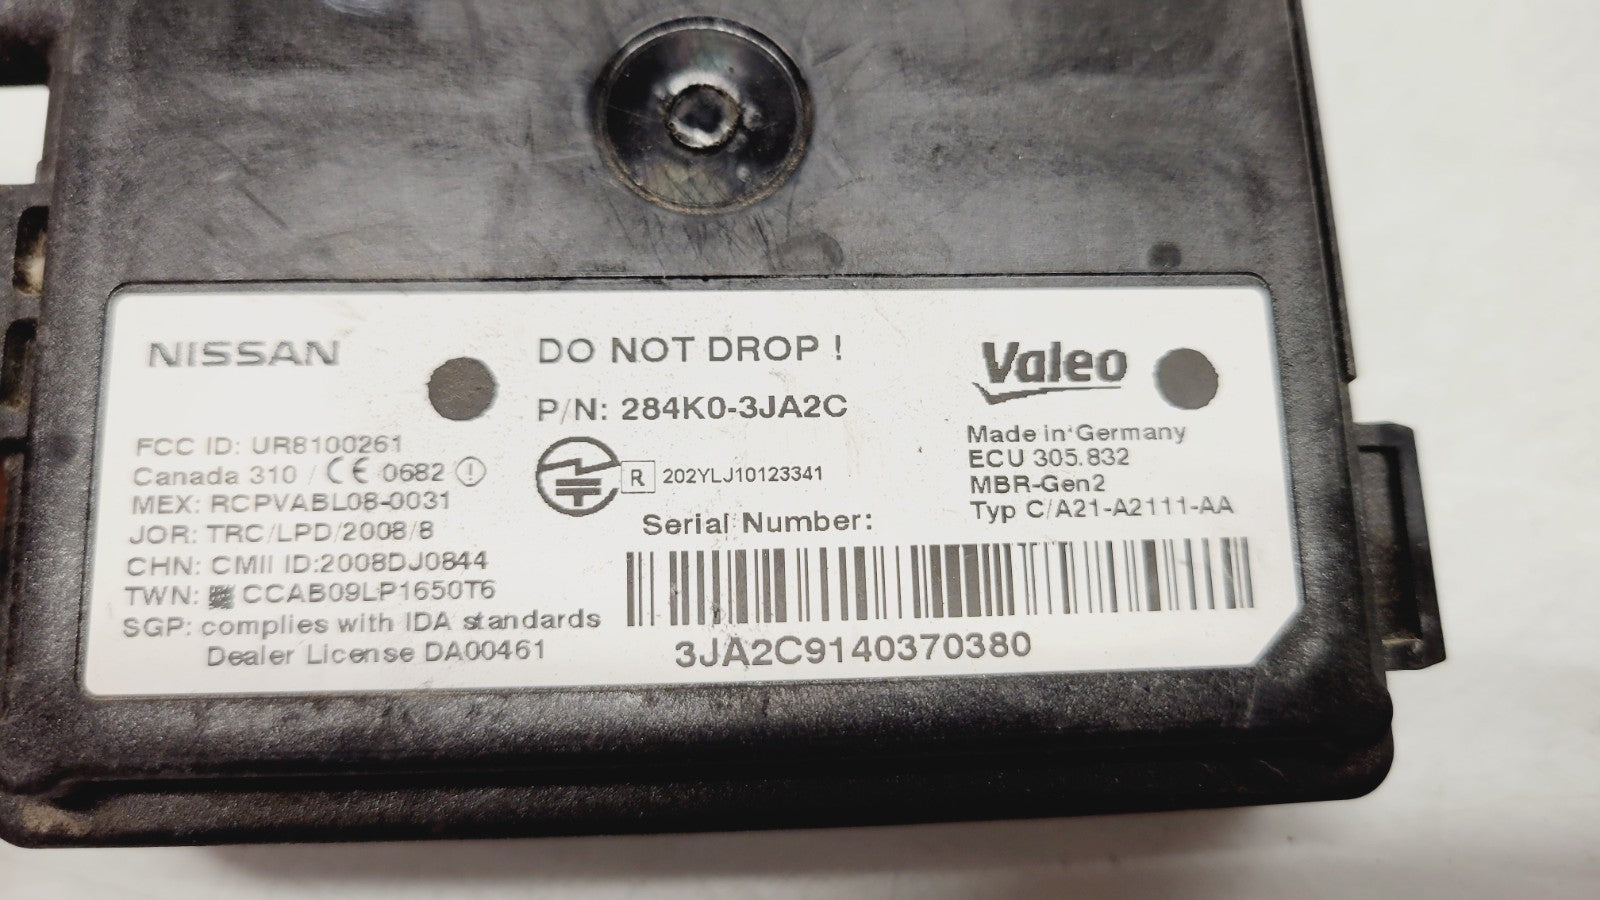 NISSAN
FCC ID: UR8100261
Canada 310 / CE 0682
MEX: RCPVABL08-0031
JOR: TRC/LPD/2008/8
CHN: CMII ID:2008DJ0844
TWN: CCAB09LP1650T6
SGP: complies with IDA standards
Dealer License DA00461
DO NOT DROP !
P/N: 284K0-3JA2C
R 202YLJ10123341
Serial Number:
3JA2C9140370380
Valeo
Made in Germany
ECU 305.832
MBR-Gen2
Typ C/A21-A2111-AA